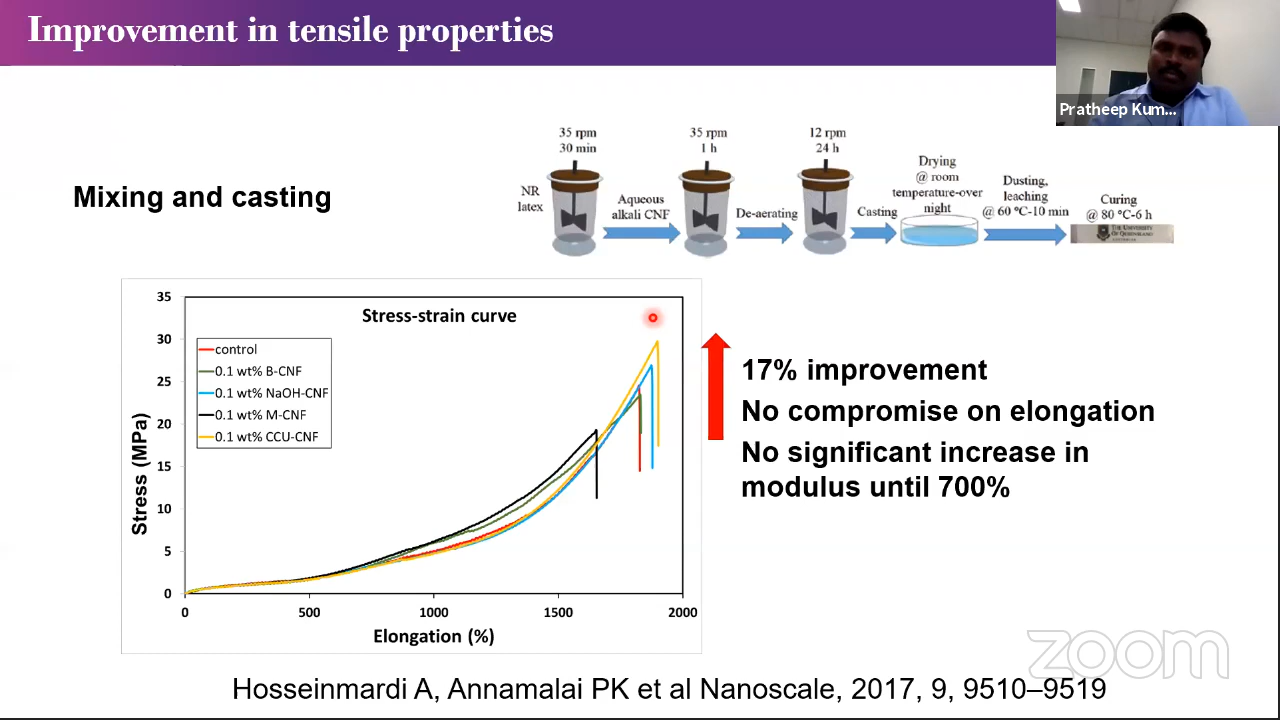 Improvement in tensile properties
Pratheep Kum...
Mixing and casting
35 rpm
30 min
35 rpm
1 h
12 rpm
24 h
NR
latex
Aqueous
alkali CNF
De-aerating
Casting
Drying
@ room
temperature-over
night
Dusting,
leaching
@ 60 °C-10 min
Curing
@ 80 °C-6 h
THE UNIVERSITY
OF QUEENSLAND
Stress-strain curve
35
30
25
20
15
10
5
0
Stress (MPa)
control
0.1 wt% B-CNF
0.1 wt% NaOH-CNF
0.1 wt% M-CNF
0.1 wt% CCU-CNF
0
500
1000
1500
2000
Elongation (%)
17% improvement
No compromise on elongation
No significant increase in
modulus until 700%
zoom
Hosseinmardi A, Annamalai PK et al Nanoscale, 2017, 9, 9510–9519